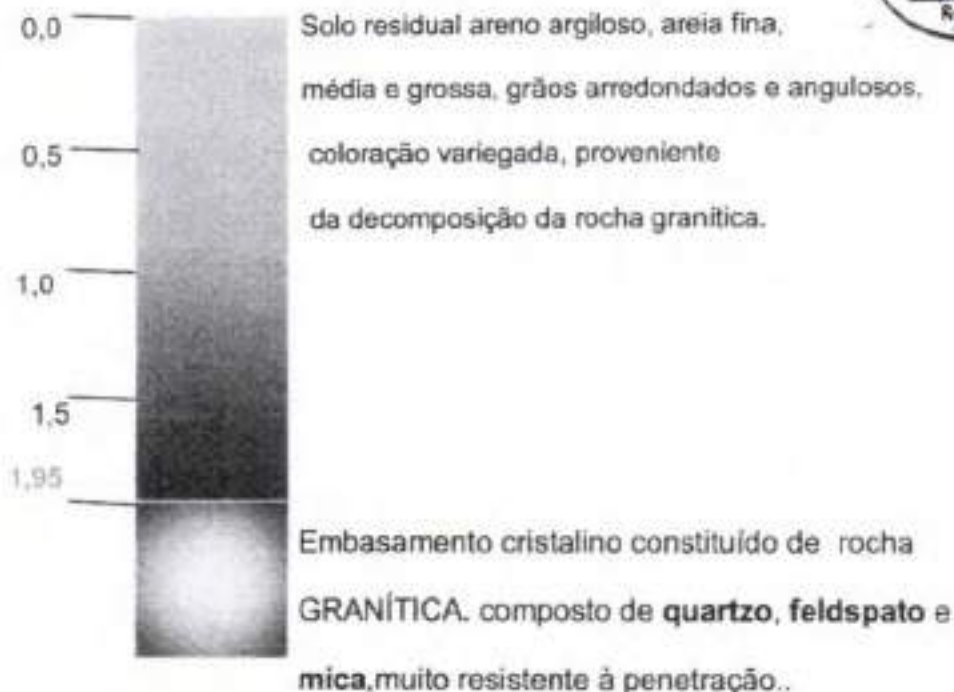 0,0
Solo residual areno argiloso, areia fina,
média e grossa, grãos arredondados e angulosos,
0,5
coloração variegada, proveniente
da decomposição da rocha granítica.
1,0
1,5
1,95
Embasamento cristalino constituído de rocha
GRANÍTICA. composto de quartzo, feldspato e
mica,muito resistente à penetração..